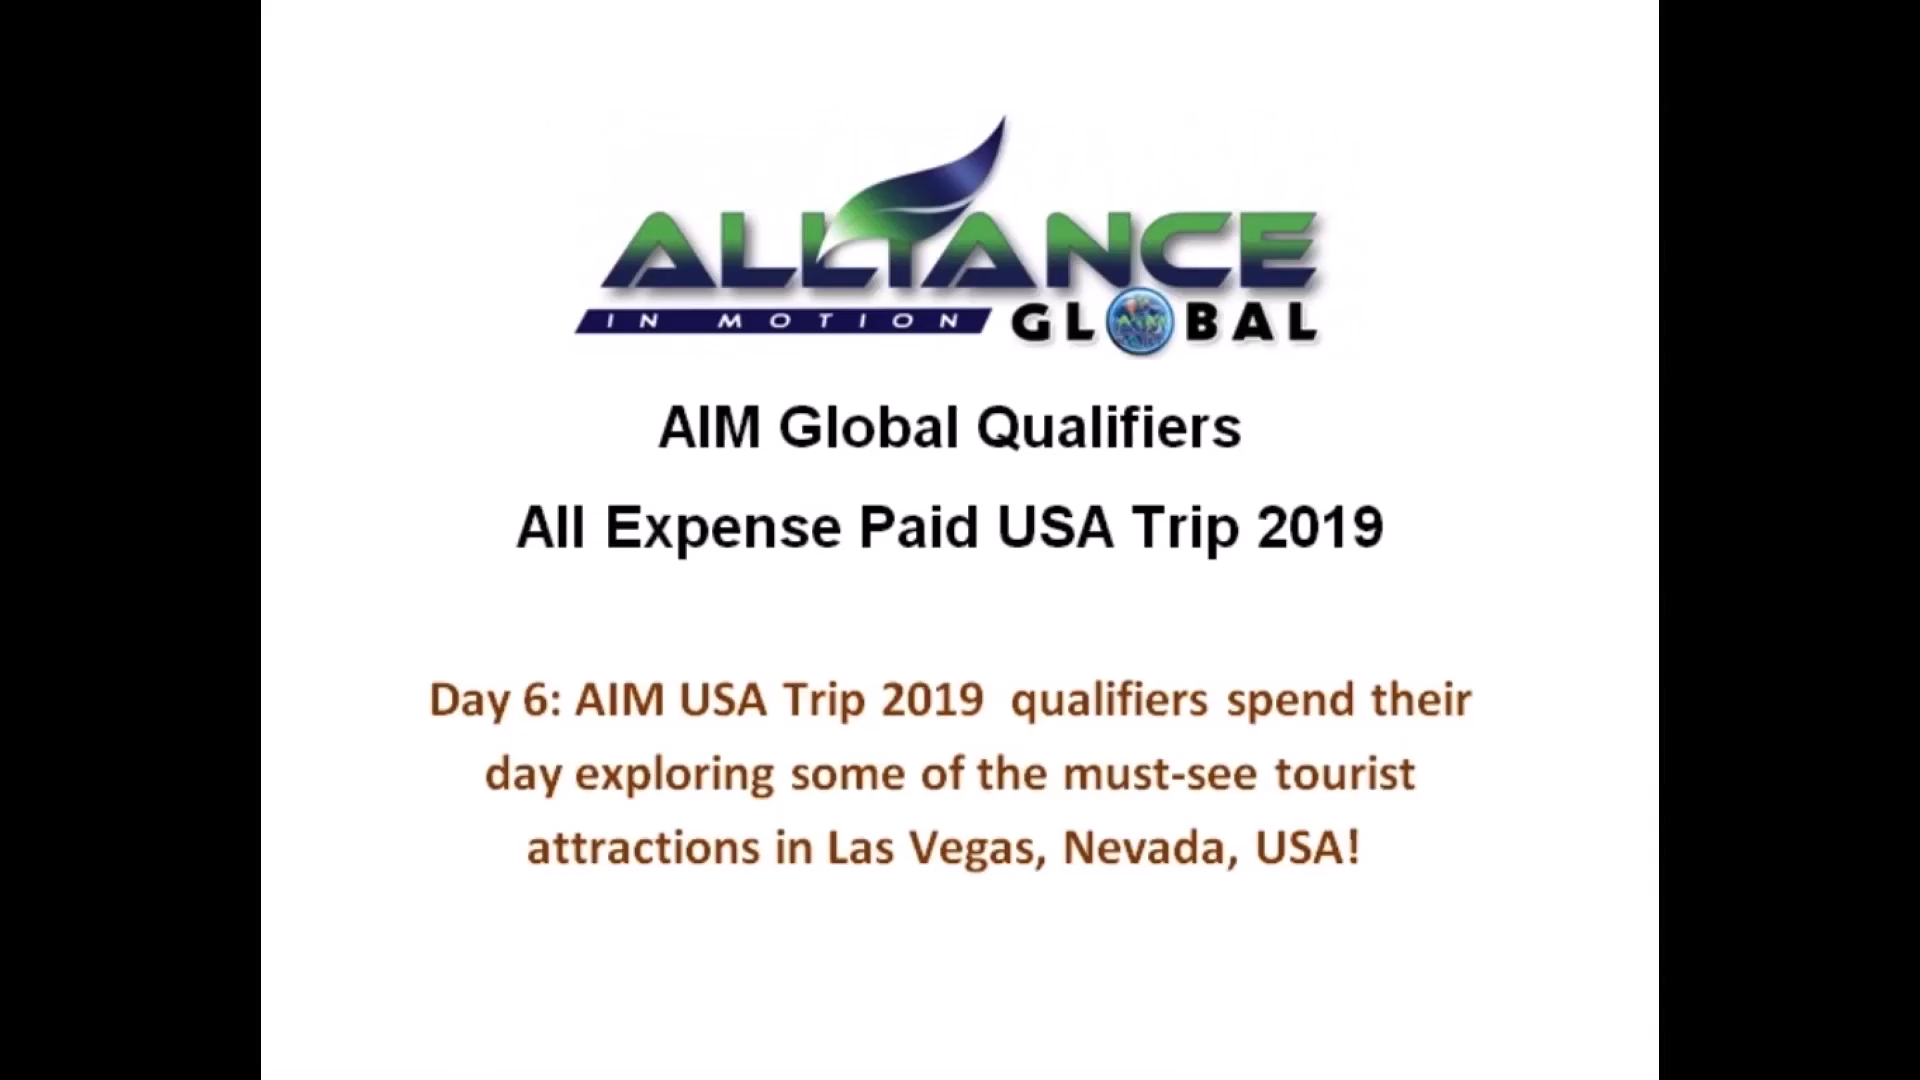 ALLIANCE
IN MOTION GLOBAL
AIM Global Qualifiers
All Expense Paid USA Trip 2019
Day 6: AIM USA Trip 2019 qualifiers spend their
day exploring some of the must-see tourist
attractions in Las Vegas, Nevada, USA!